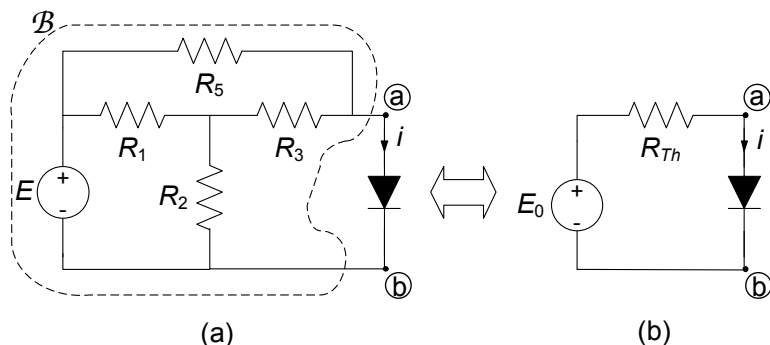 ℬ
R5
a
a
R1
R3
i
RTh
i
+
E
-
R2
+
E0
-
b
b
(a)
(b)